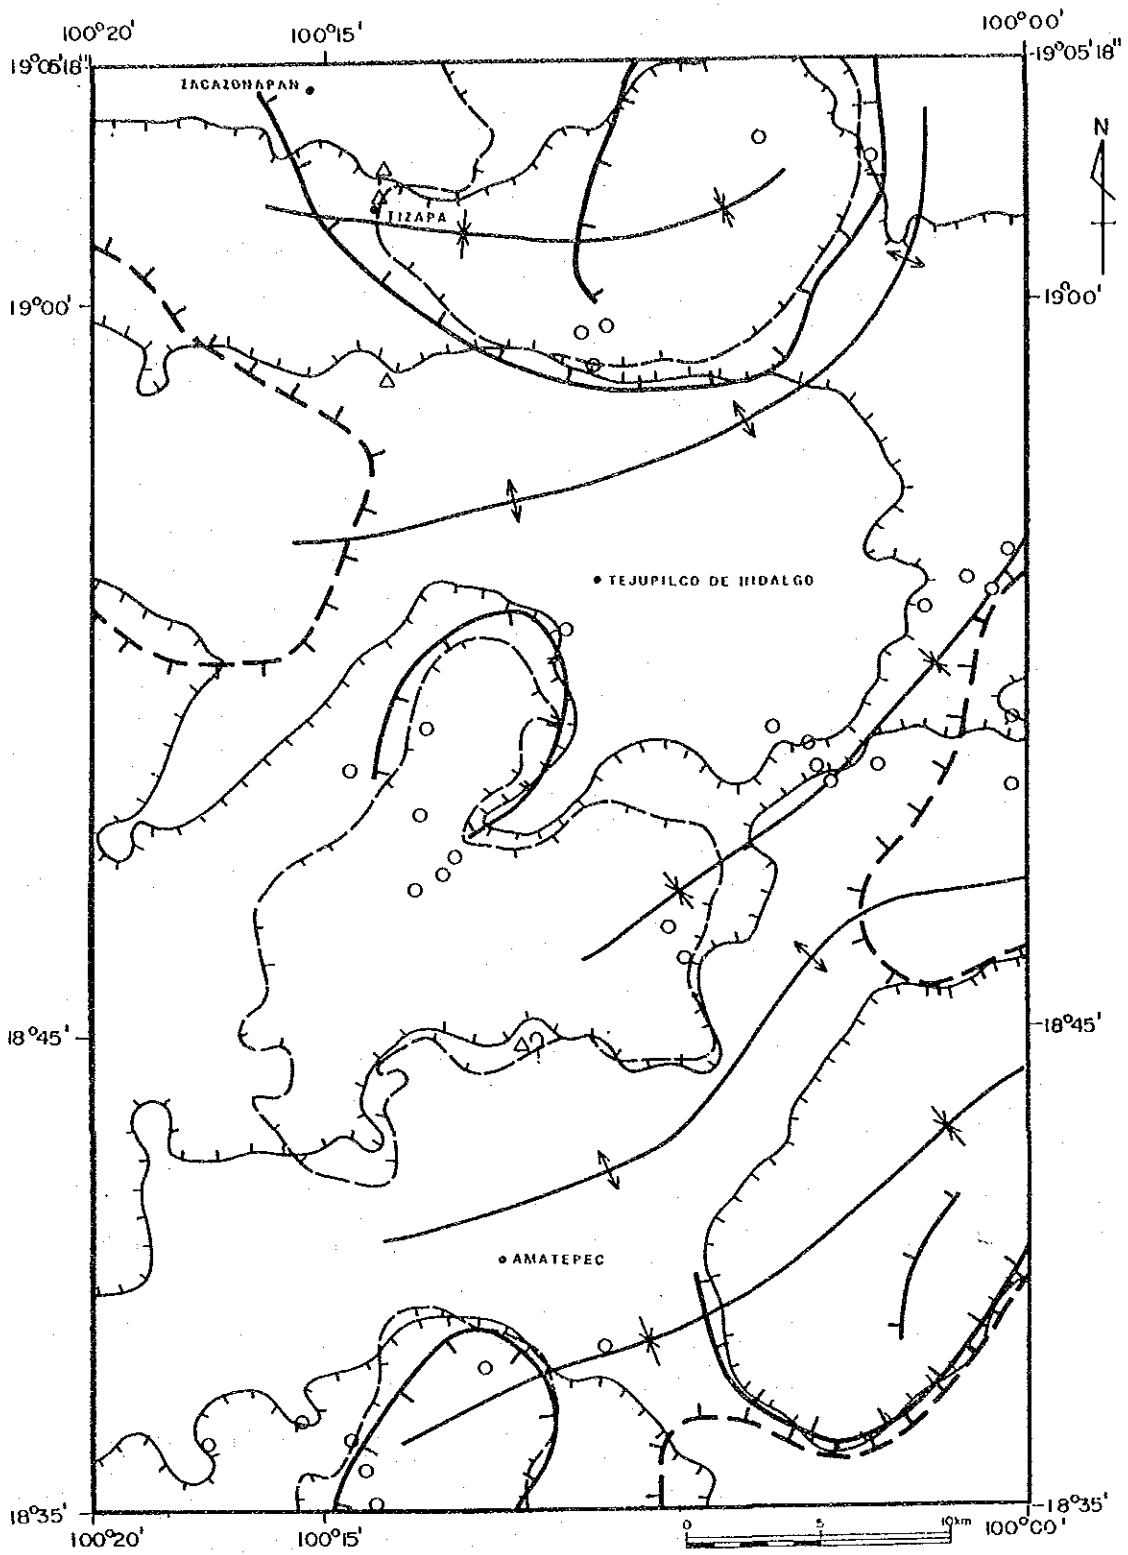 100°20' 100°15' 100°00'
19°05'18" 19°05'18"
ZACAZONAPAN
N
TIZAPA
19°00' 19°00'
TEJUPILCO DE HIDALGO
18°45' ? 18°45'
AMATEPEC
18°35' 18°35'
0 5 10km
100°20' 100°15' 100°00'